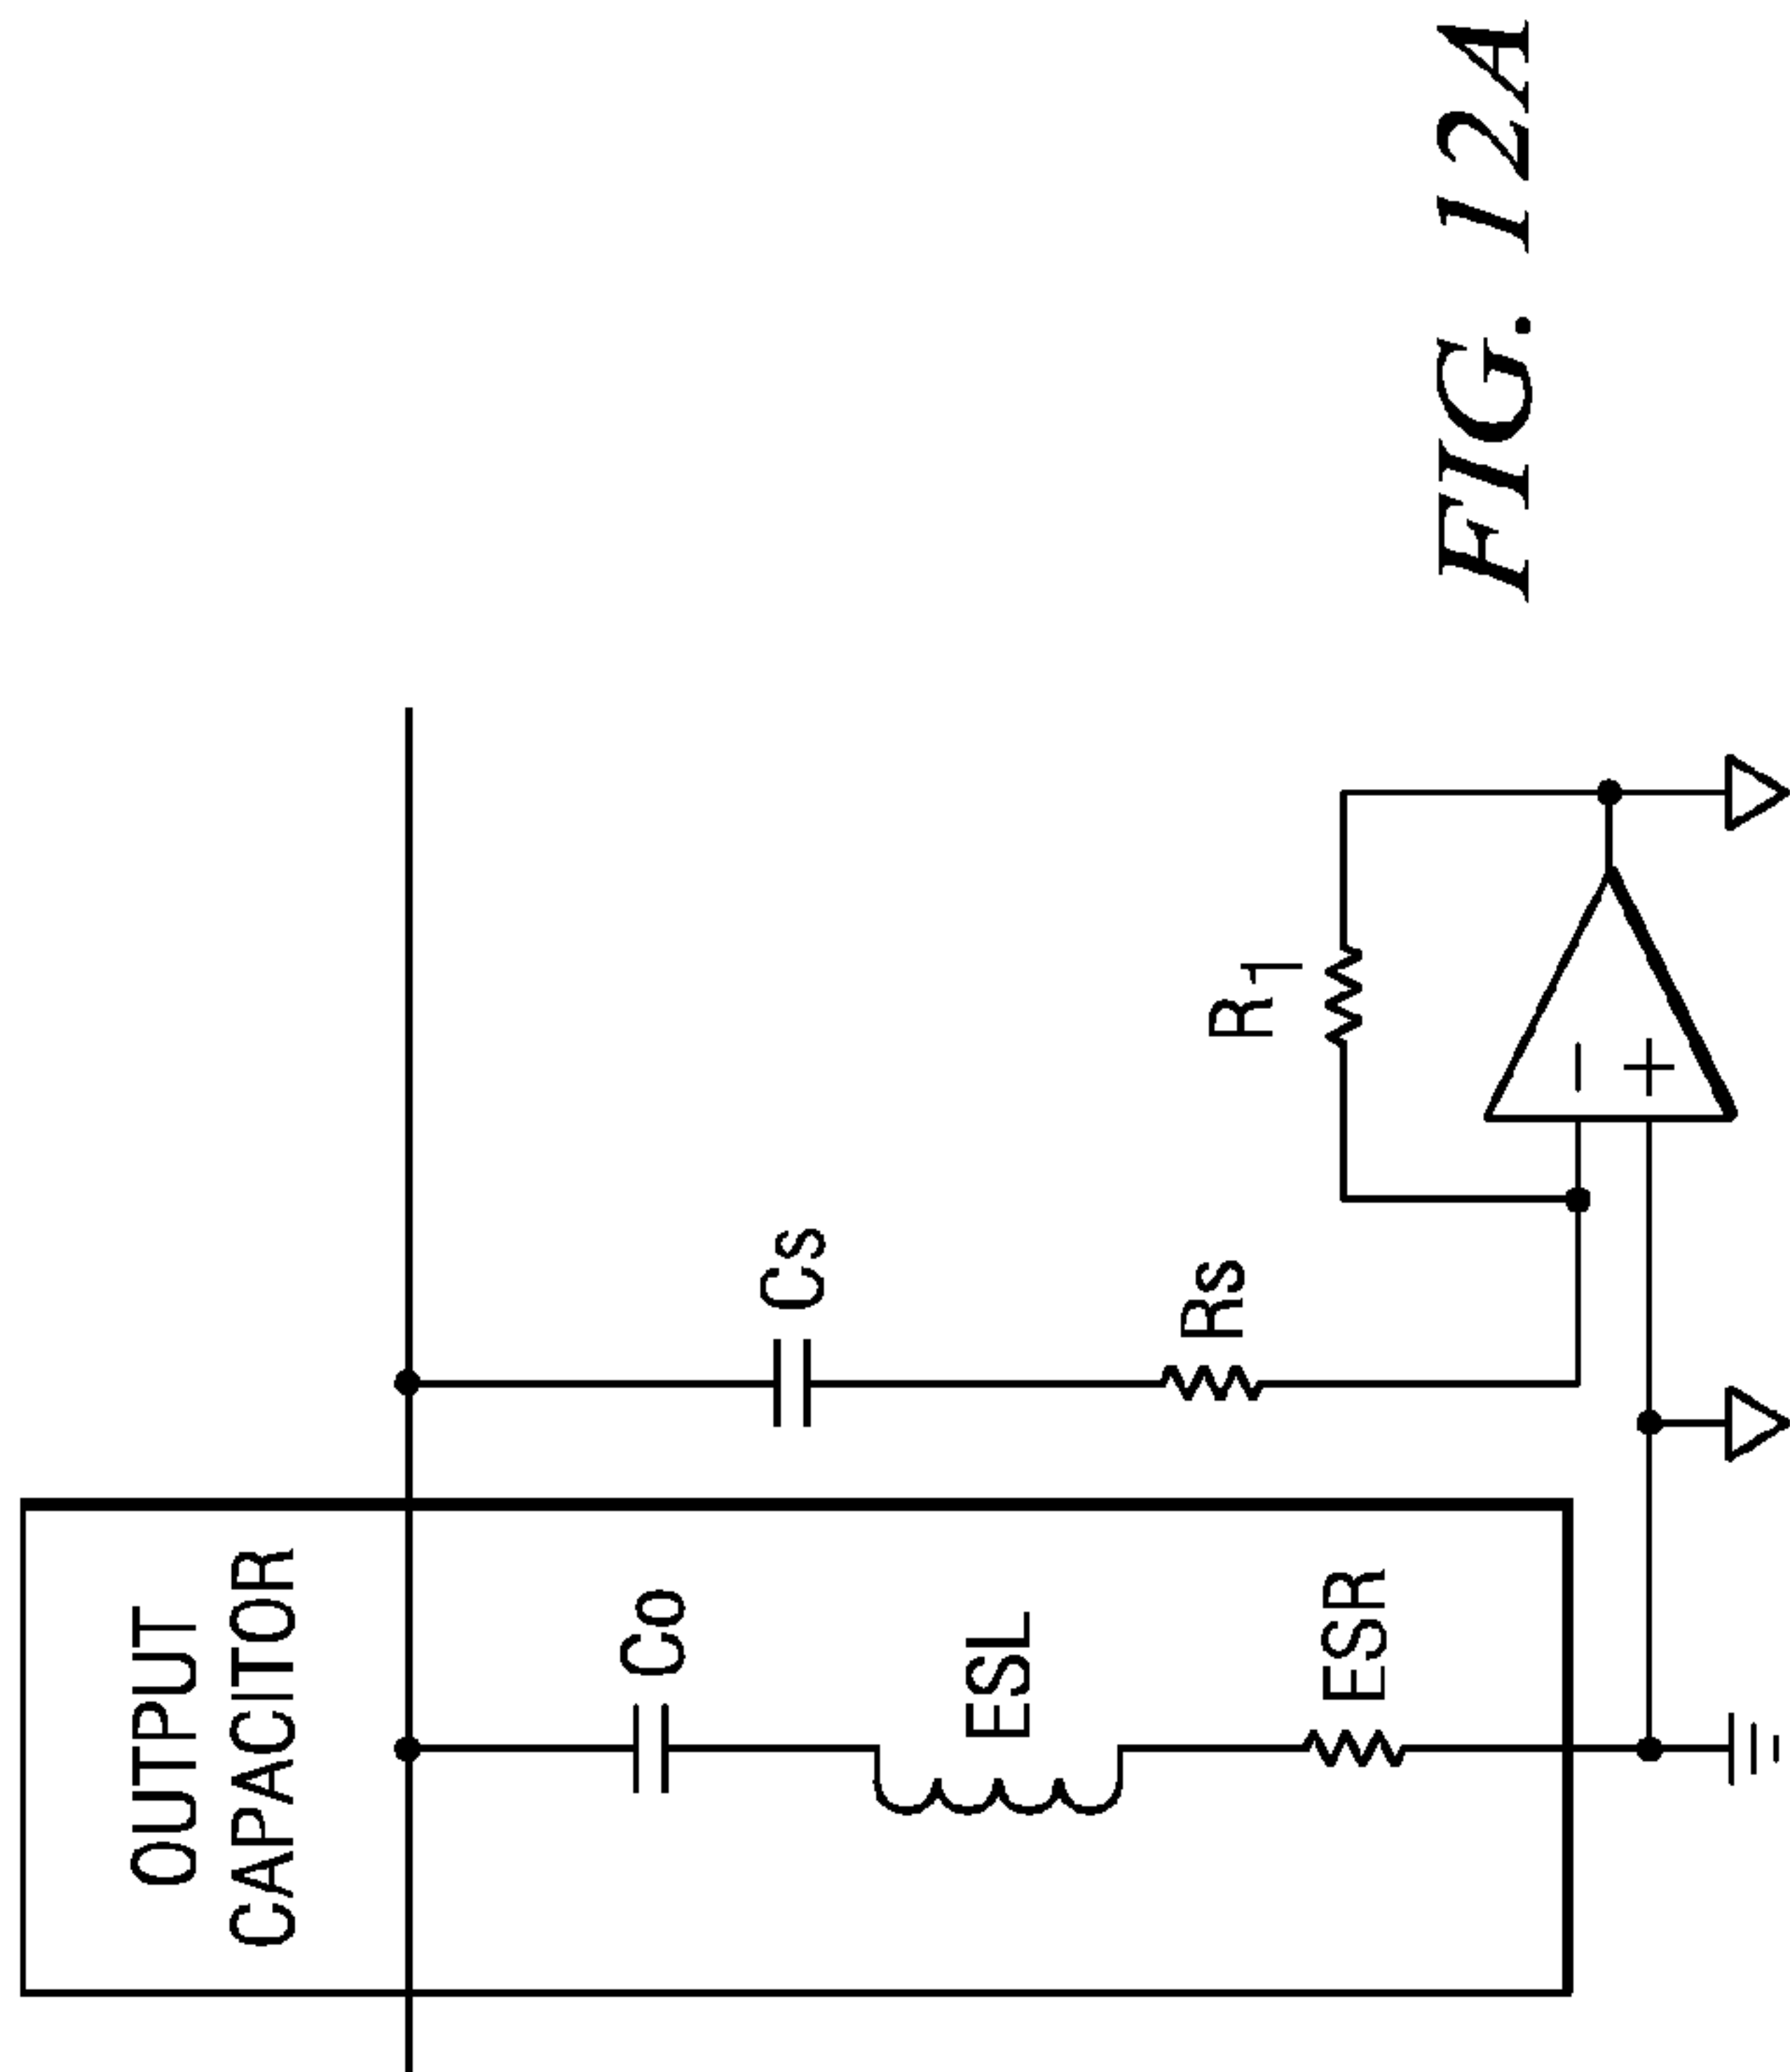 OUTPUT
CAPACITOR
Co
ESL
ESR
Cs
Rs
R1
−
+
FIG. 12A